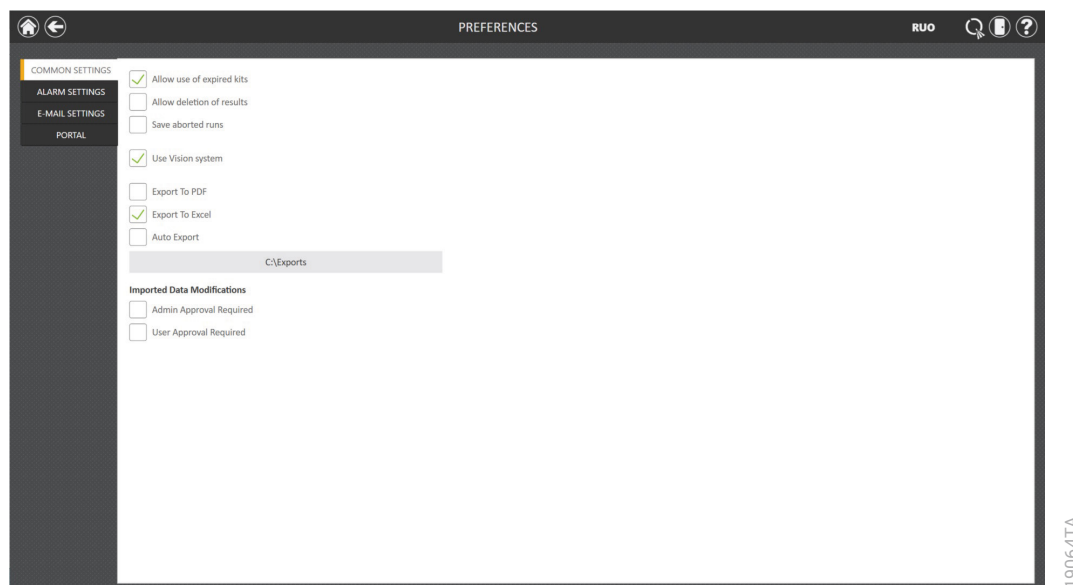 PREFERENCES
RUO
?
COMMON SETTINGS
ALARM SETTINGS
E-MAIL SETTINGS
PORTAL
Allow use of expired kits
Allow deletion of results
Save aborted runs
Use Vision system
Export To PDF
Export To Excel
Auto Export
C:\Exports
Imported Data Modifications
Admin Approval Required
User Approval Required